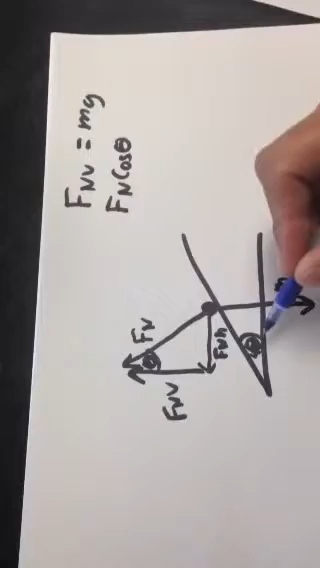 F_NV = mg
F_N Cosθ
F_N
θ
F_NV
F_Nh
θ